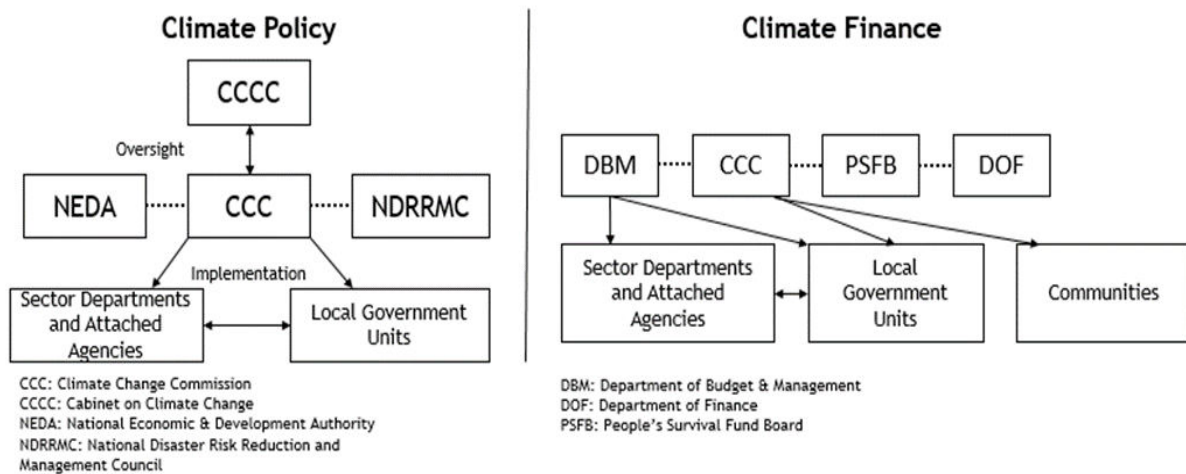 Climate Policy
CCCC
Oversight
NEDA
CCC
NDRRMC
Implementation
Sector Departments
and Attached
Agencies
Local Government
Units
CCC: Climate Change Commission
CCCC: Cabinet on Climate Change
NEDA: National Economic & Development Authority
NDRRMC: National Disaster Risk Reduction and
Management Council
Climate Finance
DBM
CCC
PSFB
DOF
Sector Departments
and Attached
Agencies
Local
Government
Units
Communities
DBM: Department of Budget & Management
DOF: Department of Finance
PSFB: People’s Survival Fund Board